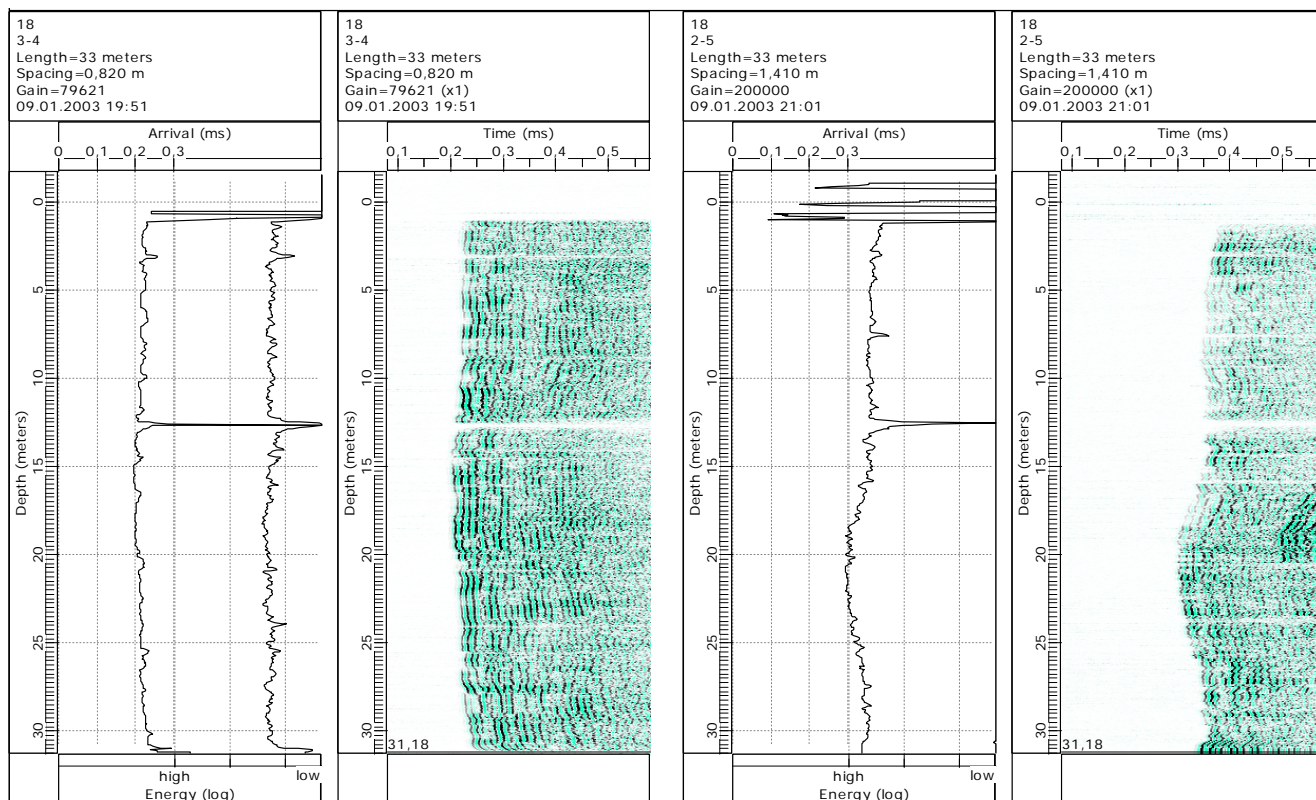 18
3-4
Length=33 meters
Spacing=0,820 m
Gain=79621
09.01.2003 19:51
Arrival (ms)
0 0,1 0,2 0,3
0
5
10
15
20
25
30
Depth (meters)
high low
Energy (log)
18
3-4
Length=33 meters
Spacing=0,820 m
Gain=79621 (x1)
09.01.2003 19:51
Time (ms)
0,1 0,2 0,3 0,4 0,5
0
5
10
15
20
25
30
Depth (meters)
31,18
18
2-5
Length=33 meters
Spacing=1,410 m
Gain=200000
09.01.2003 21:01
Arrival (ms)
0 0,1 0,2 0,3
0
5
10
15
20
25
30
Depth (meters)
high low
Energy (log)
18
2-5
Length=33 meters
Spacing=1,410 m
Gain=200000 (x1)
09.01.2003 21:01
Time (ms)
0,1 0,2 0,3 0,4 0,5
0
5
10
15
20
25
30
Depth (meters)
31,18